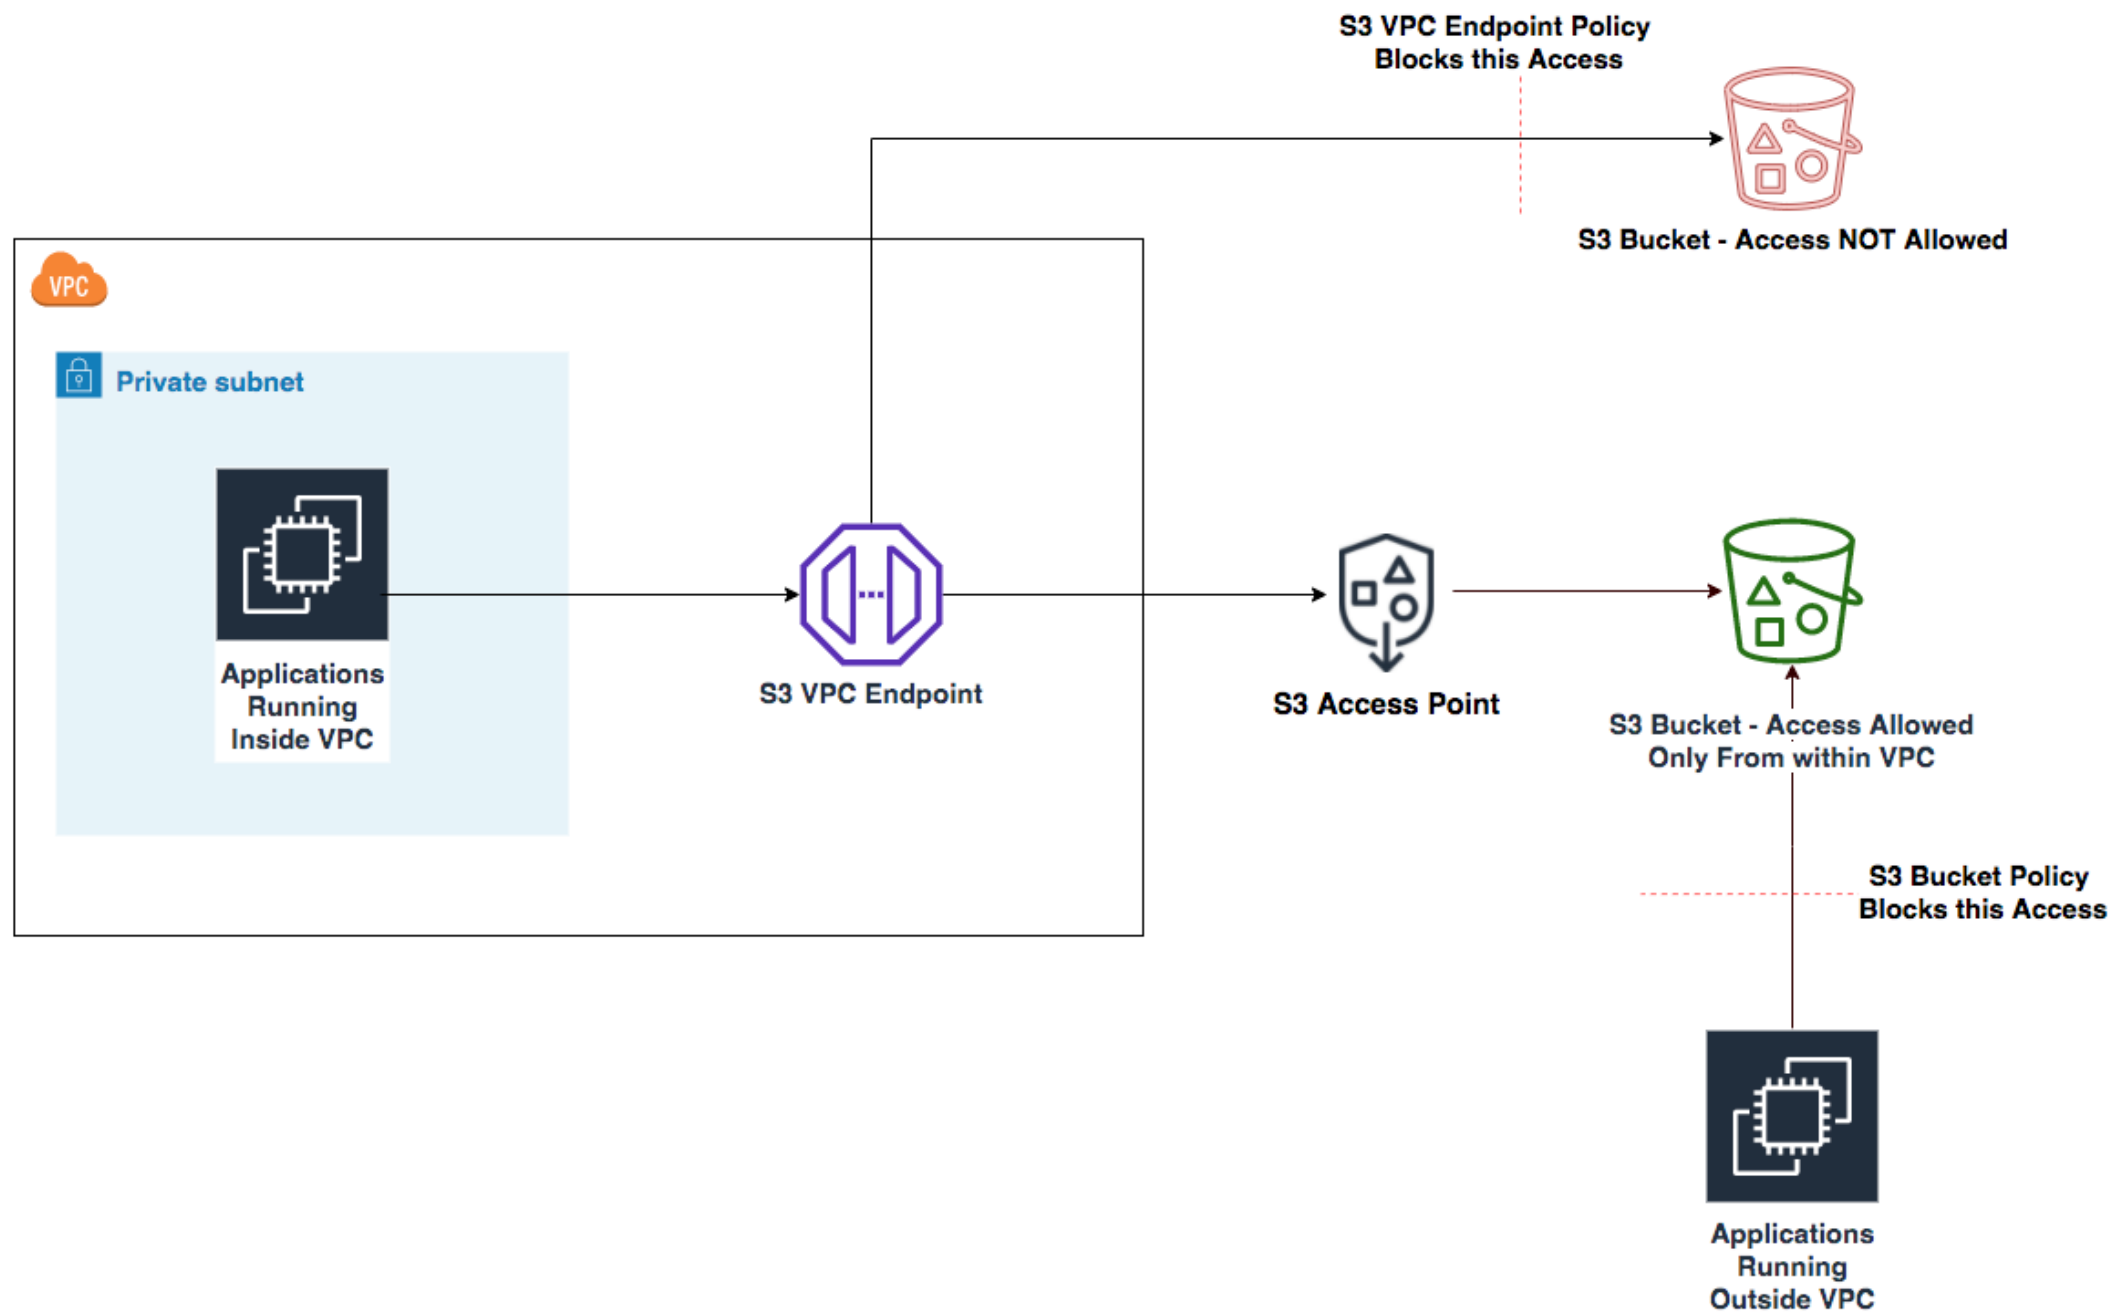 S3 VPC Endpoint Policy
Blocks this Access
S3 Bucket - Access NOT Allowed
VPC
Private subnet
Applications
Running
Inside VPC
S3 VPC Endpoint
S3 Access Point
S3 Bucket - Access Allowed
Only From within VPC
S3 Bucket Policy
Blocks this Access
Applications
Running
Outside VPC